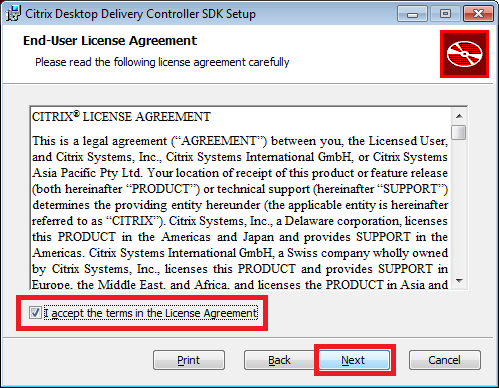 Citrix Desktop Delivery Controller SDK Setup
End-User License Agreement
Please read the following license agreement carefully
CITRIX® LICENSE AGREEMENT
This is a legal agreement (“AGREEMENT”) between you, the Licensed User,
and Citrix Systems, Inc., Citrix Systems International GmbH, or Citrix Systems
Asia Pacific Pty Ltd. Your location of receipt of this product or feature release
(both hereinafter “PRODUCT”) or technical support (hereinafter “SUPPORT”)
determines the providing entity hereunder (the applicable entity is hereinafter
referred to as “CITRIX”). Citrix Systems, Inc., a Delaware corporation, licenses
this PRODUCT in the Americas and Japan and provides SUPPORT in the
Americas. Citrix Systems International GmbH, a Swiss company wholly owned
by Citrix Systems, Inc., licenses this PRODUCT and provides SUPPORT in
Europe, the Middle East, and Africa, and licenses the PRODUCT in Asia and
I accept the terms in the License Agreement
Print Back Next Cancel